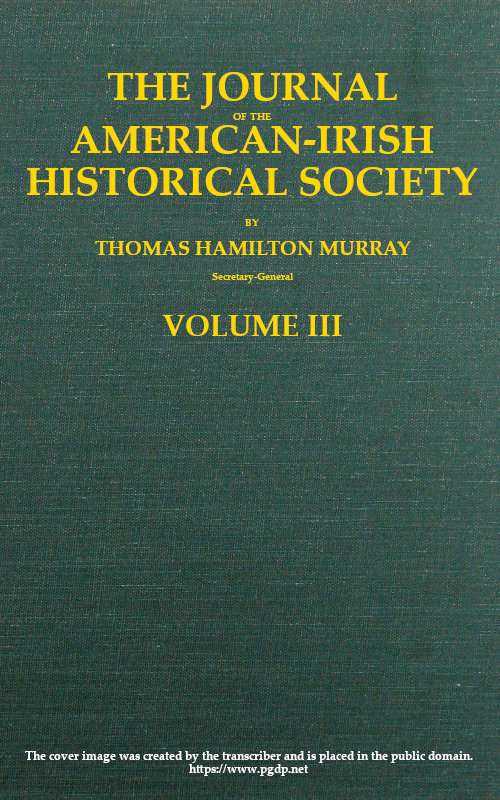 THE JOURNAL
OF THE
AMERICAN-IRISH
HISTORICAL SOCIETY
BY
THOMAS HAMILTON MURRAY
Secretary-General
VOLUME III
The cover image was created by the transcriber and is placed in the public domain.
https://www.pgdp.net